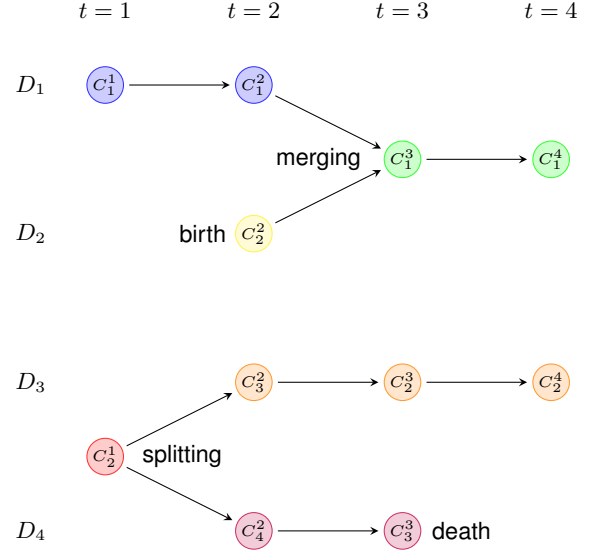 t = 1 t = 2 t = 3 t = 4
D₁ C₁¹ C₁²
merging C₁³ C₁⁴
D₂ birth C₂²
D₃ C₃² C₂³ C₂⁴
C₂¹ splitting
D₄ C₄² C₃³ death